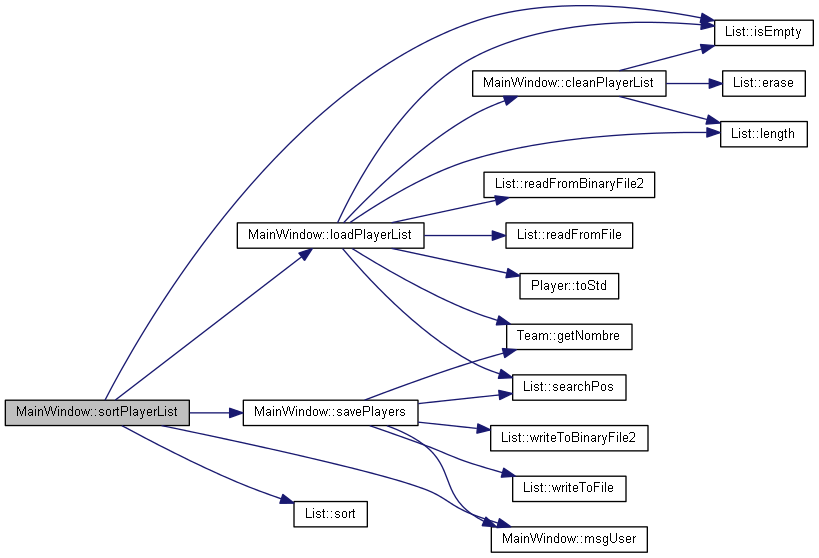 List::isEmpty
MainWindow::cleanPlayerList
List::erase
List::length
List::readFromBinaryFile2
MainWindow::loadPlayerList
List::readFromFile
Player::toStd
Team::getNombre
List::searchPos
MainWindow::sortPlayerList
MainWindow::savePlayers
List::writeToBinaryFile2
List::writeToFile
List::sort
MainWindow::msgUser